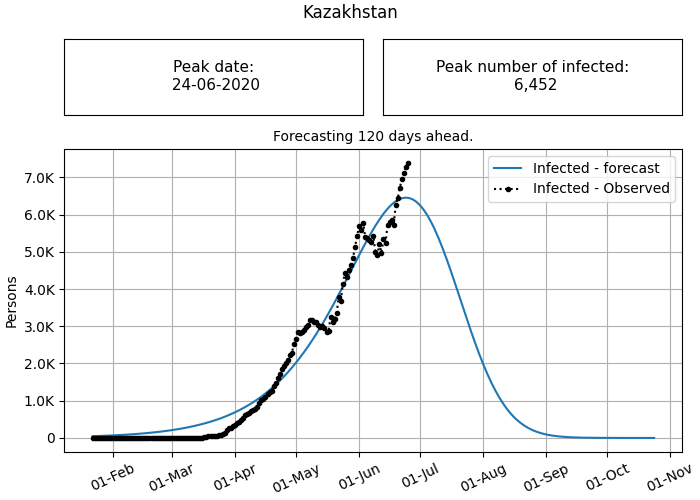 Kazakhstan
Peak date:
24-06-2020
Peak number of infected:
6,452
Forecasting 120 days ahead.
Infected - forecast
Infected - Observed
7.0K
6.0K
5.0K
4.0K
3.0K
2.0K
1.0K
0
Persons
01-Feb
01-Mar
01-Apr
01-May
01-Jun
01-Jul
01-Aug
01-Sep
01-Oct
01-Nov